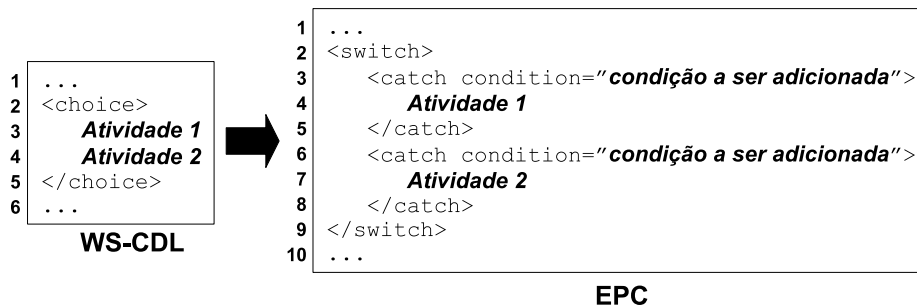 1 ...
2 <choice>
3 Atividade 1
4 Atividade 2
5 </choice>
6 ...
WS-CDL
1 ...
2 <switch>
3 <catch condition="condição a ser adicionada">
4 Atividade 1
5 </catch>
6 <catch condition="condição a ser adicionada">
7 Atividade 2
8 </catch>
9 </switch>
10 ...
EPC